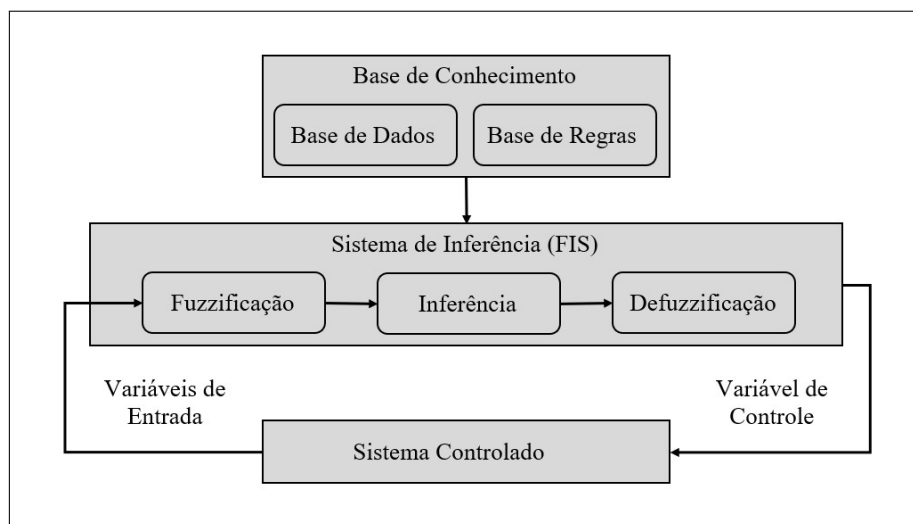 Base de Conhecimento
Base de Dados
Base de Regras
Sistema de Inferência (FIS)
Fuzzificação
Inferência
Defuzzificação
Variáveis de
Entrada
Variável de
Controle
Sistema Controlado